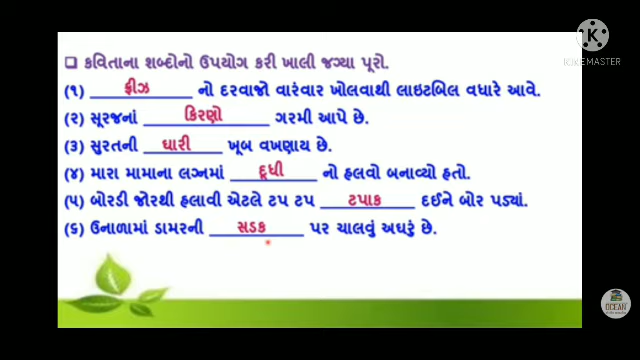 ❑ કવિતાના શબ્દોનો ઉપયોગ કરી ખાલી જગ્યા પૂરો.
KINEMASTER
(૧) ફ્રીઝ નો દરવાજો વારંવાર ખોલવાથી લાઇટબિલ વધારે આવે.
(૨) સૂરજનાં કિરણો ગરમી આપે છે.
(૩) સુરતની ઘારી ખૂબ વખણાય છે.
(૪) મારા મામાના લગ્નમાં દૂધી નો હલવો બનાવ્યો હતો.
(૫) બોરડી જોરથી હલાવી એટલે ટપ ટપ ટપાક દઈને બોર પડ્યાં.
(૬) ઉનાળામાં ડામરની સડક પર ચાલવું અઘરું છે.
OCEAN